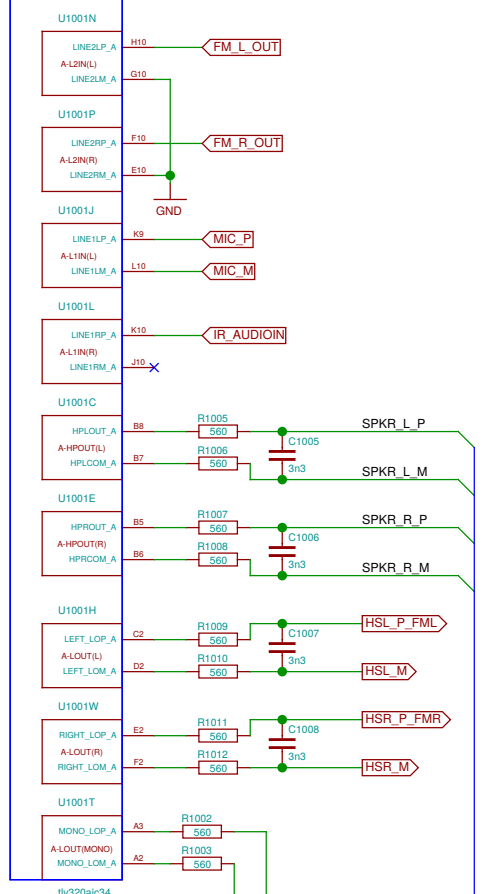 U1001N
LINE2LP_A H10 FM_L_OUT
A-L2IN(L)
LINE2LM_A G10
U1001P
LINE2RP_A F10 FM_R_OUT
A-L2IN(R)
LINE2RM_A E10
GND
U1001J
LINE1LP_A K9 MIC_P
A-L1IN(L)
LINE1LM_A L10 MIC_M
U1001L
LINE1RP_A K10 IR_AUDIOIN
A-L1IN(R)
LINE1RM_A J10
U1001C
HPLOUT_A B8 R1005 560 SPKR_L_P
A-HPOUT(L) C1005
HPLCOM_A B7 R1006 560 3n3 SPKR_L_M
U1001E
HPROUT_A B5 R1007 560 SPKR_R_P
A-HPOUT(R) C1006
HPRCOM_A B6 R1008 560 3n3 SPKR_R_M
U1001H
LEFT_LOP_A C2 R1009 560 HSL_P_FML
A-LOUT(L) C1007
LEFT_LOM_A D2 R1010 560 3n3 HSL_M
U1001W
RIGHT_LOP_A E2 R1011 560 HSR_P_FMR
A-LOUT(R) C1008
RIGHT_LOM_A F2 R1012 560 3n3 HSR_M
U1001T
MONO_LOP_A A3 R1002 560
A-LOUT(MONO)
MONO_LOM_A A2 R1003 560
tlv320aic34